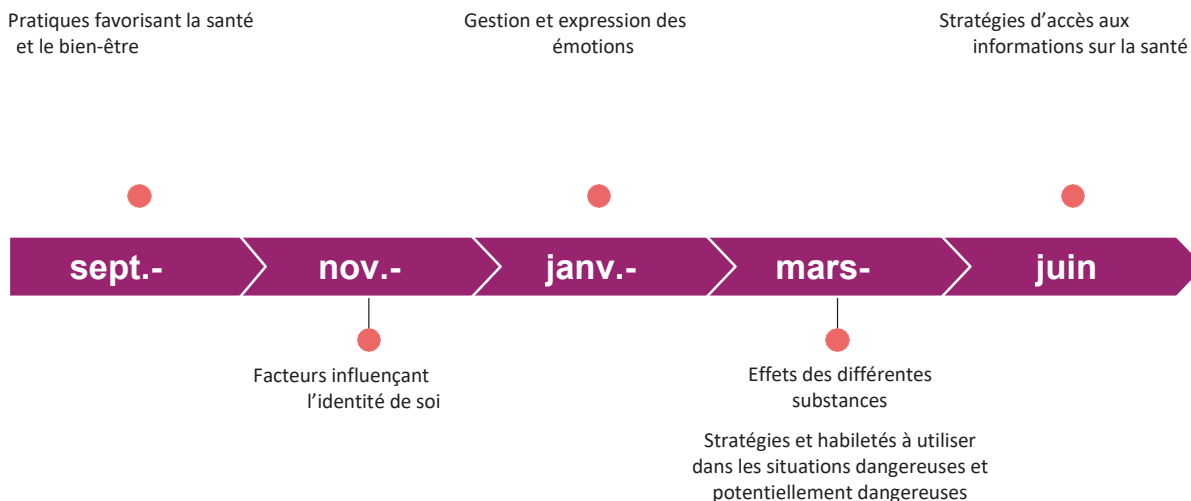 Pratiques favorisant la santé
et le bien-être
Gestion et expression des
émotions
Stratégies d’accès aux
informations sur la santé
sept.-
nov.-
janv.-
mars-
juin
Facteurs influençant
l’identité de soi
Effets des différentes
substances
Stratégies et habiletés à utiliser
dans les situations dangereuses et
potentiellement dangereuses